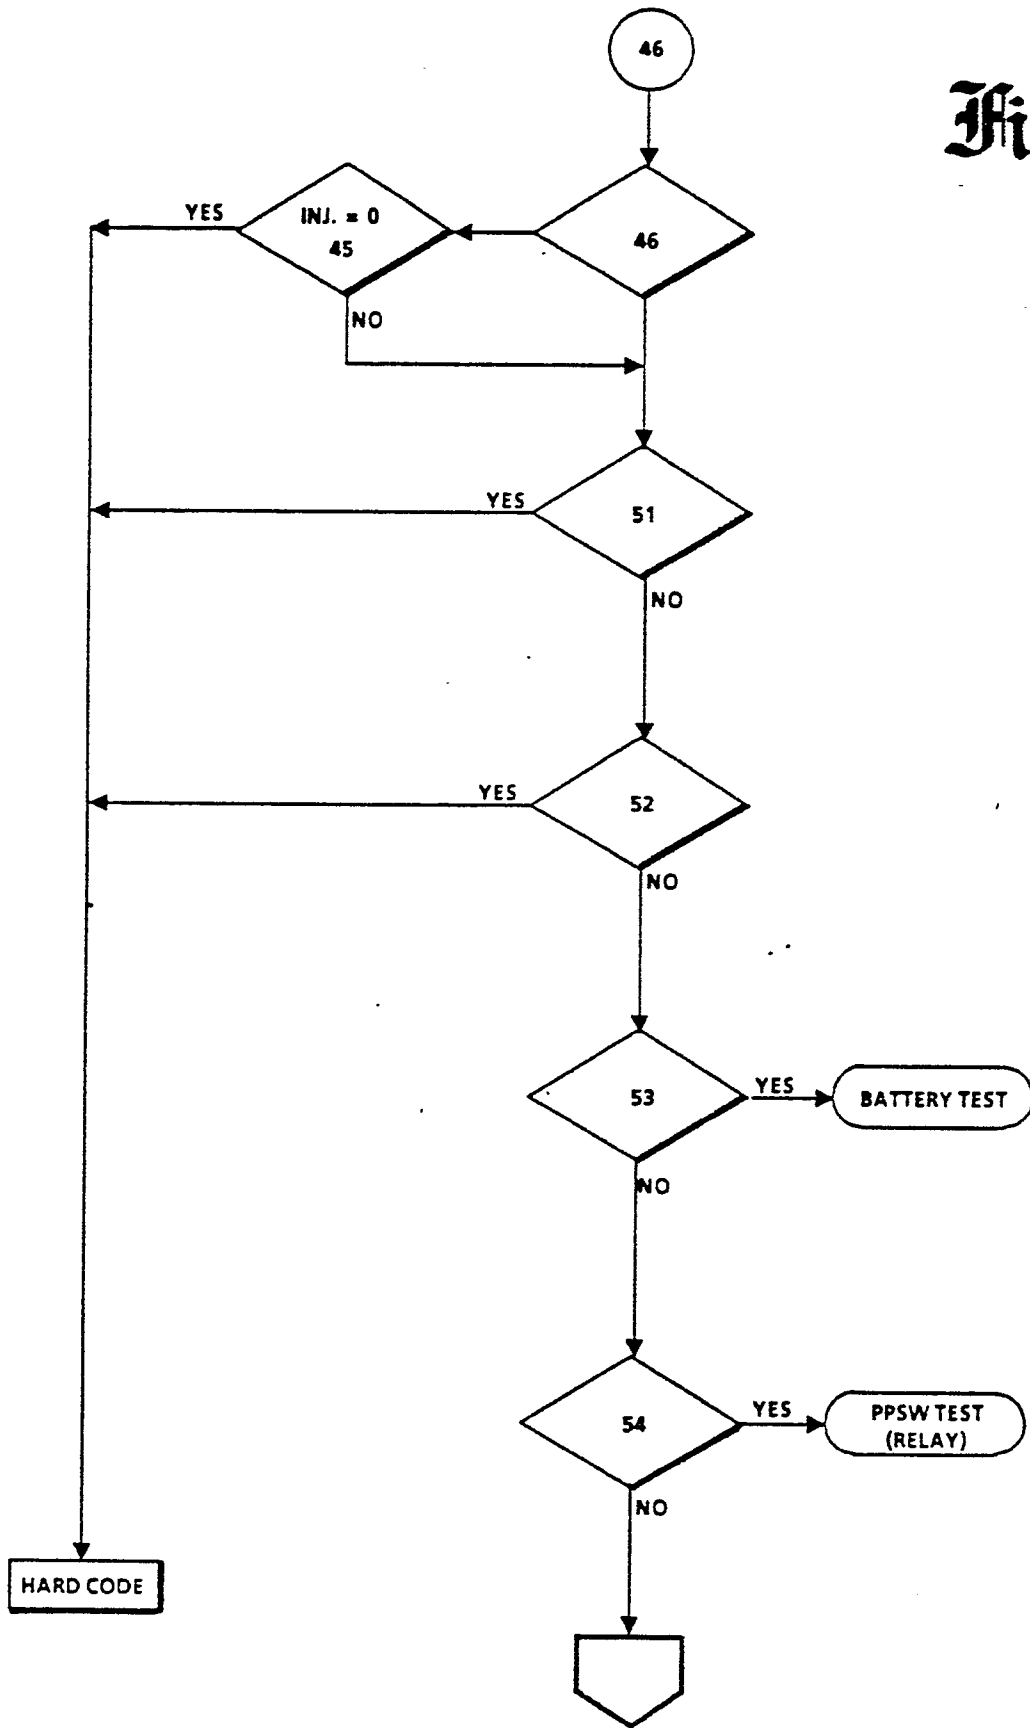 46
Fi
46
INJ. = 0
45
YES
NO
51
YES
NO
52
YES
NO
53
YES
BATTERY TEST
NO
54
YES
PPSW TEST
(RELAY)
NO
HARD CODE